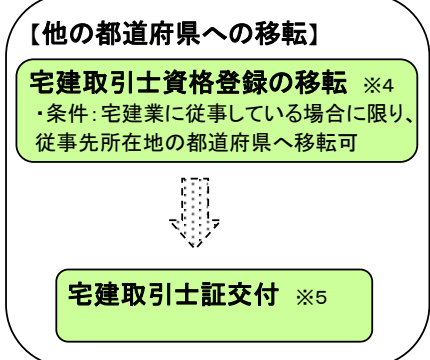 【他の都道府県への移転】
宅建取引士資格登録の移転 ※4
・条件：宅建業に従事している場合に限り、
従事先所在地の都道府県へ移転可
宅建取引士証交付 ※5